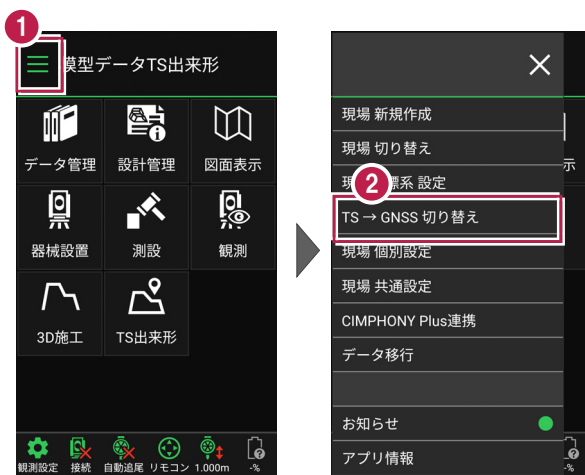 1
模型データTS出来形
データ管理
設計管理
図面表示
器械設置
測設
観測
3D施工
TS出来形
観測設定
接続
自動追尾
リモコン
1.000m
-%
現場 新規作成
現場 切り替え
2
標系 設定
TS → GNSS 切り替え
現場 個別設定
現場 共通設定
CIMPHONY Plus連携
データ移行
お知らせ
アプリ情報
示
-%